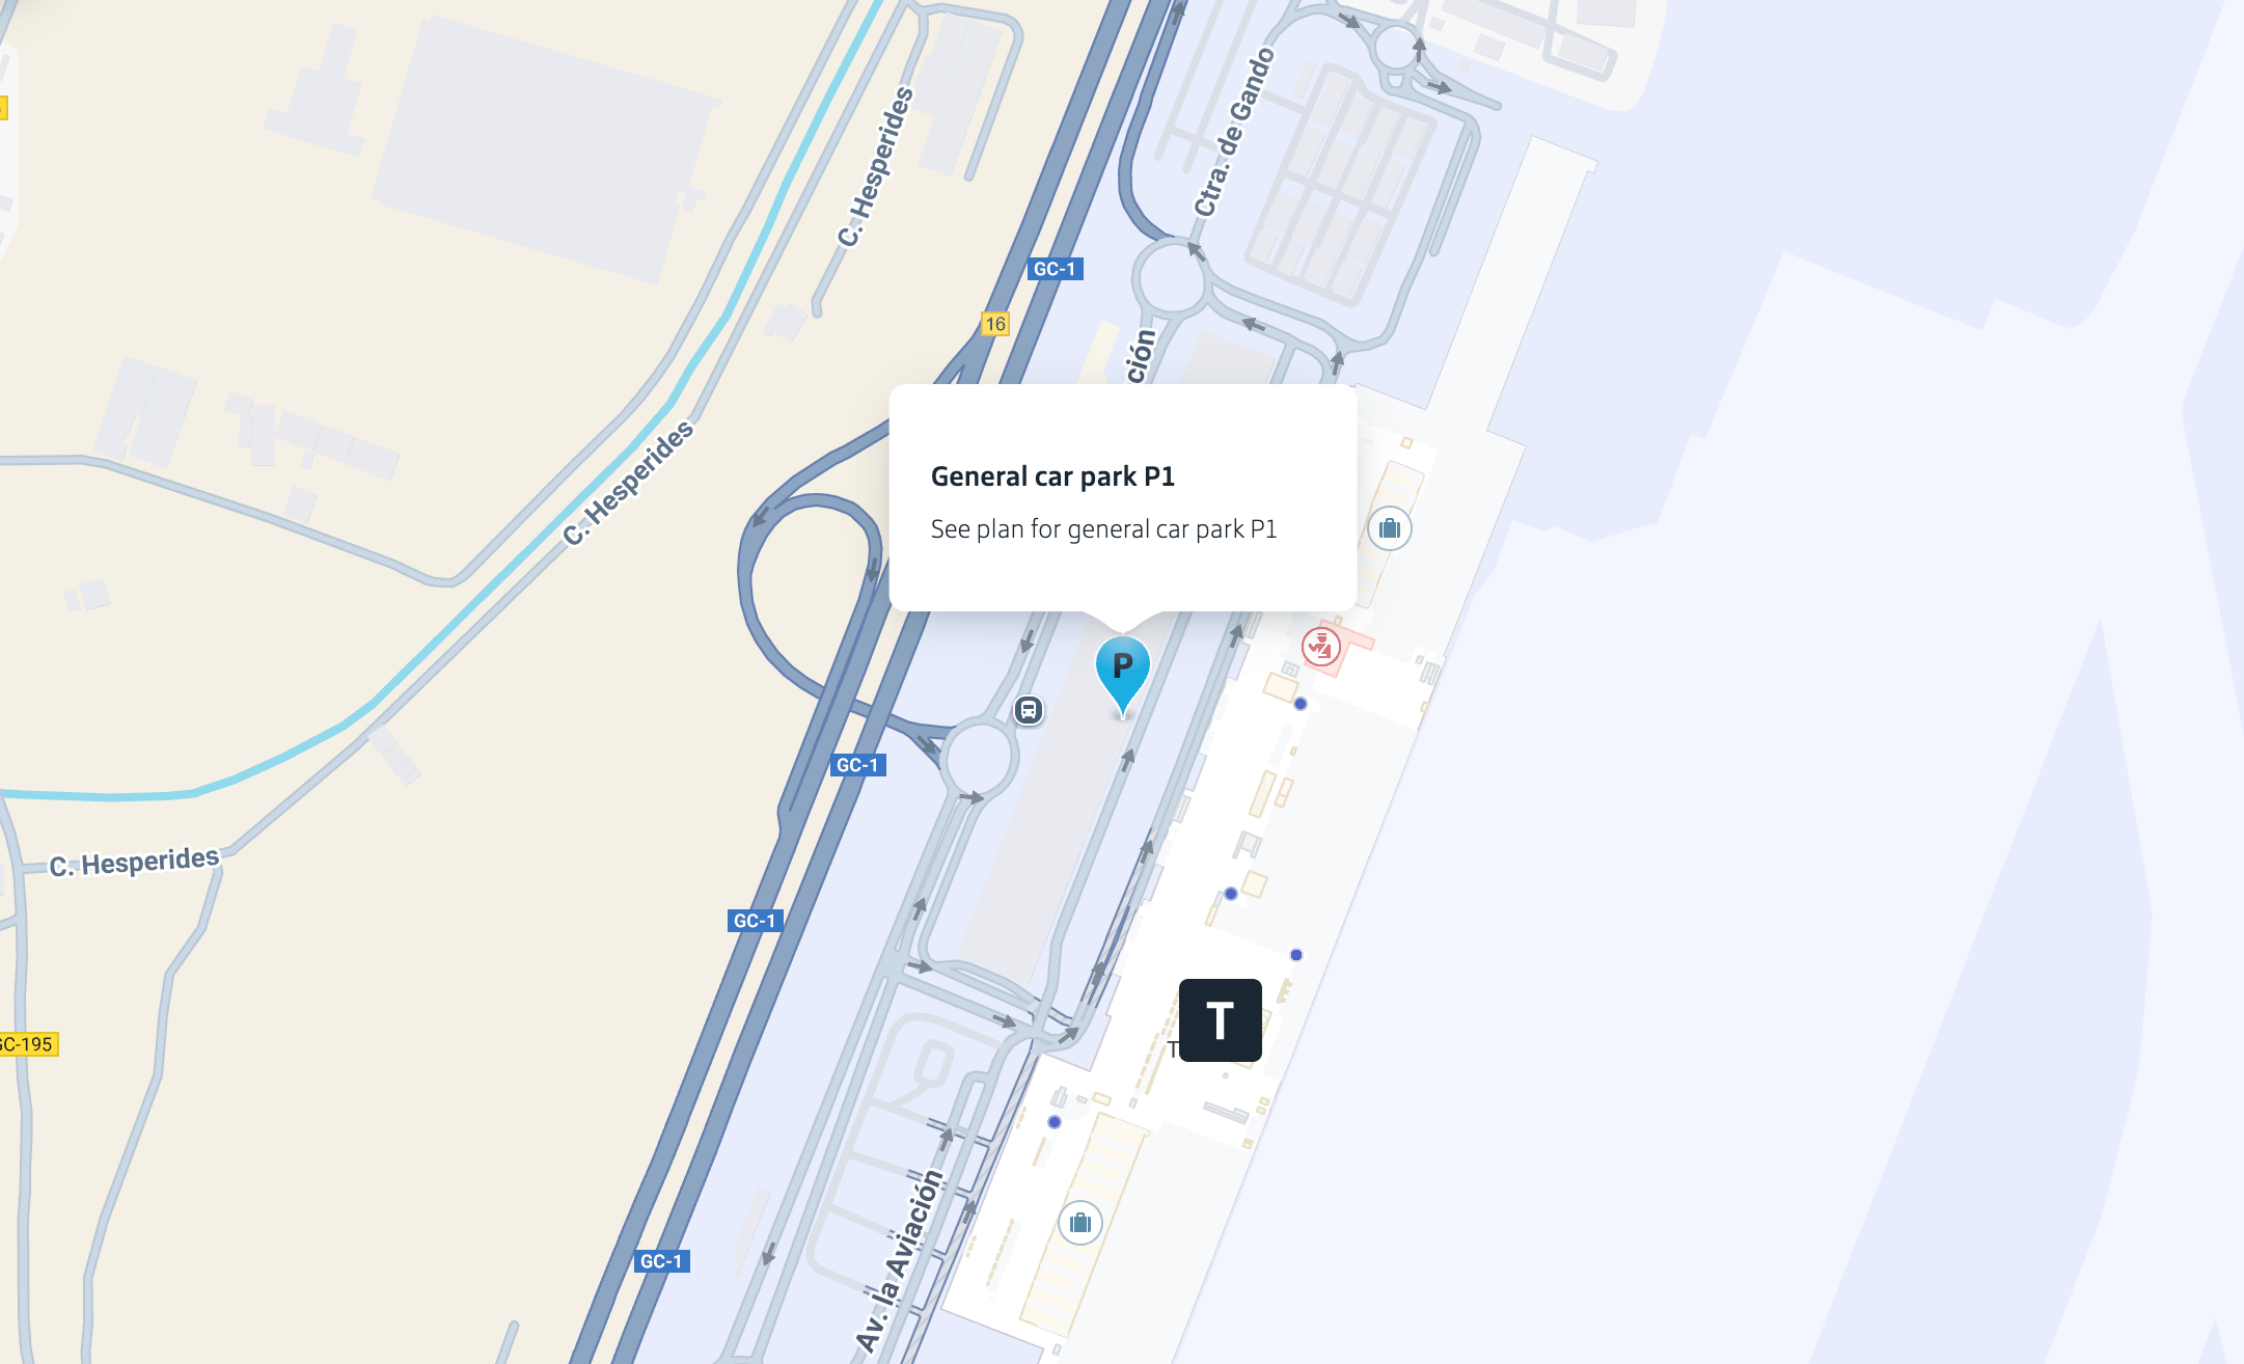 C. Hesperides
Ctra. de Gando
GC-1
16
ción
C. Hesperides
General car park P1
See plan for general car park P1
P
GC-1
C. Hesperides
GC-1
T
T
GC-195
Av. la Aviación
GC-1